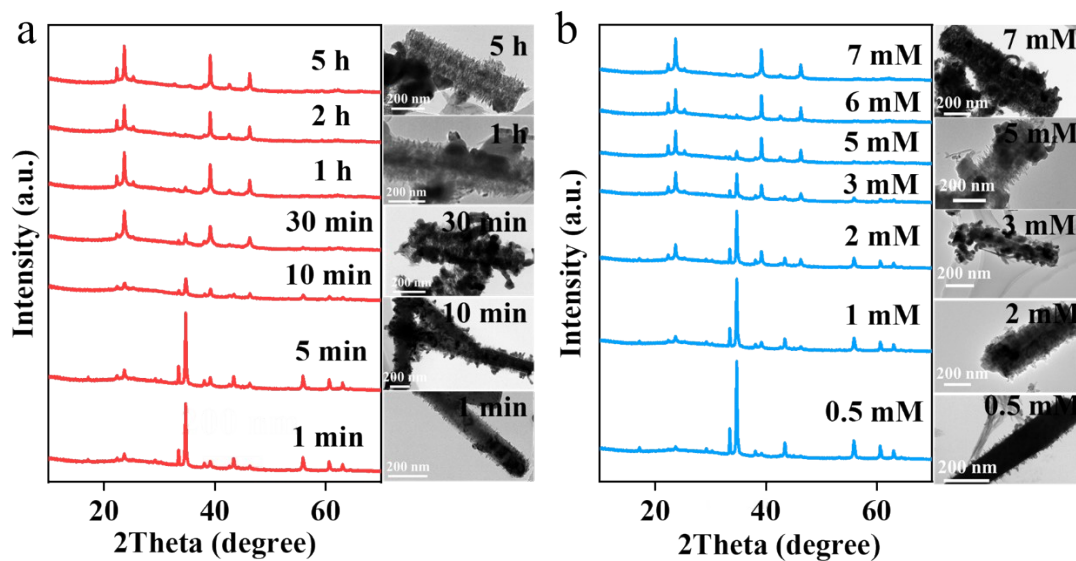 a
Intensity (a.u.)
5 h
2 h
1 h
30 min
10 min
5 min
1 min
20
40
60
2Theta (degree)
5 h
200 nm
1 h
200 nm
30 min
200 nm
10 min
200 nm
1 min
200 nm
b
Intensity (a.u.)
7 mM
6 mM
5 mM
3 mM
2 mM
1 mM
0.5 mM
20
40
60
2Theta (degree)
7 mM
200 nm
5 mM
200 nm
3 mM
200 nm
2 mM
200 nm
0.5 mM
200 nm